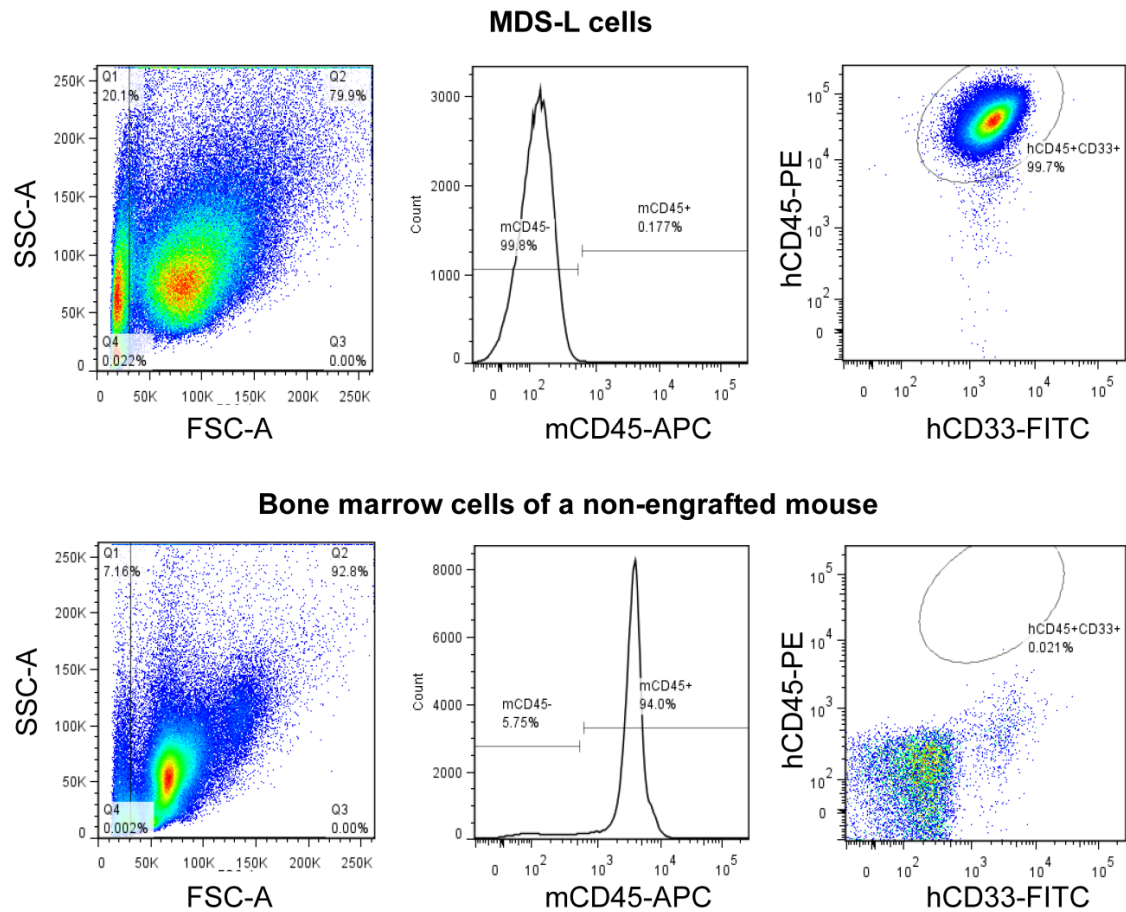 MDS-L cells
Q1
20.1%
Q2
79.9%
Q4
0.022%
Q3
0.00%
250K
200K
150K
100K
50K
0
0
50K
100K
150K
200K
250K
SSC-A
FSC-A
3000
2000
1000
0
Count
mCD45-
99.8%
mCD45+
0.177%
10^2
10^3
10^4
10^5
mCD45-APC
10^5
10^4
10^3
10^2
0
hCD45-PE
hCD45+CD33+
99.7%
0
10^2
10^3
10^4
10^5
hCD33-FITC
Bone marrow cells of a non-engrafted mouse
Q1
7.16%
Q2
92.8%
Q4
0.002%
Q3
0.00%
250K
200K
150K
100K
50K
0
0
50K
100K
150K
200K
250K
SSC-A
FSC-A
8000
6000
4000
2000
0
Count
mCD45-
5.75%
mCD45+
94.0%
10^2
10^3
10^4
10^5
mCD45-APC
10^5
10^4
10^3
10^2
0
hCD45-PE
hCD45+CD33+
0.021%
0
10^2
10^3
10^4
10^5
hCD33-FITC